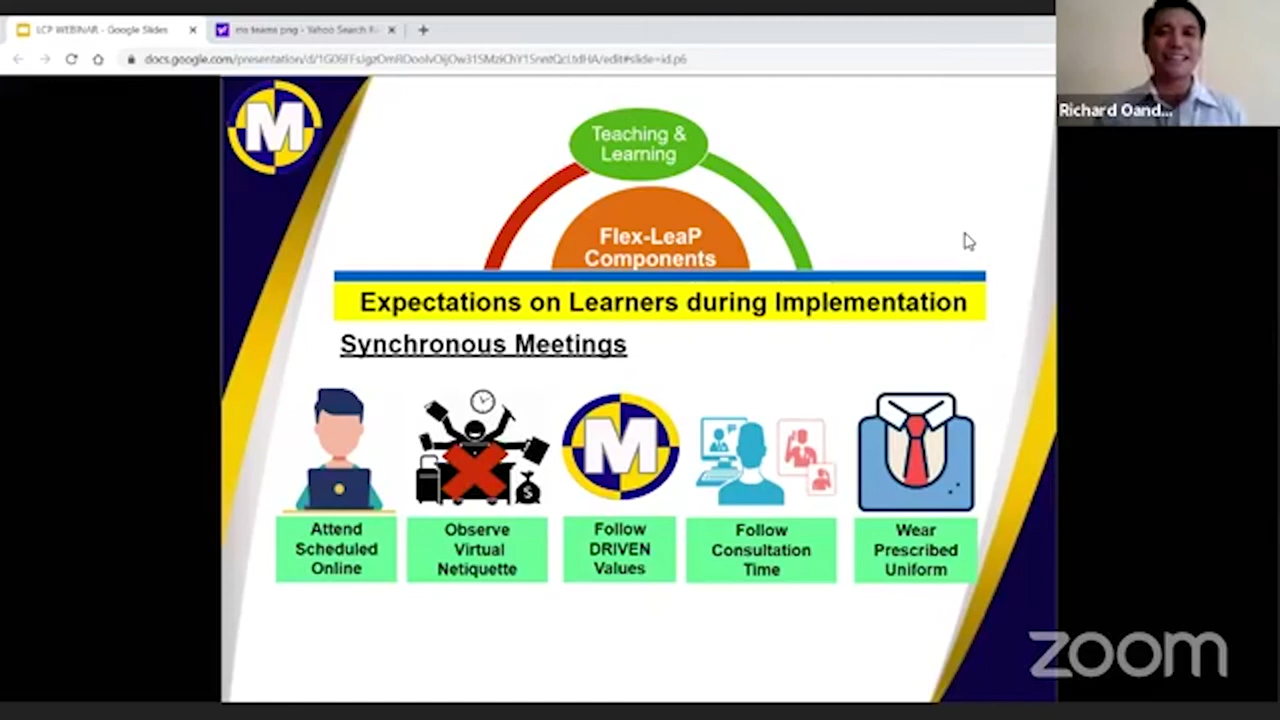 LCP WEBINAR - Google Slides
ms teams png - Yahoo Search R
Richard Oand...
M
Teaching &
Learning
Flex-LeaP
Components
Expectations on Learners during Implementation
Synchronous Meetings
M
$
Attend
Scheduled
Online
Observe
Virtual
Netiquette
Follow
DRIVEN
Values
Follow
Consultation
Time
Wear
Prescribed
Uniform
zoom